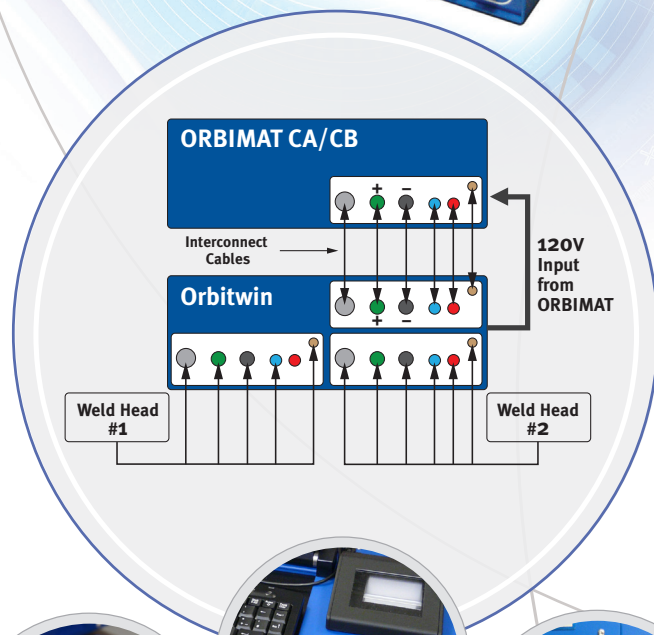 ORBIMAT CA/CB
+ −
Interconnect
Cables
120V
Input
from
ORBIMAT
Orbitwin
+ −
Weld Head
#1
Weld Head
#2